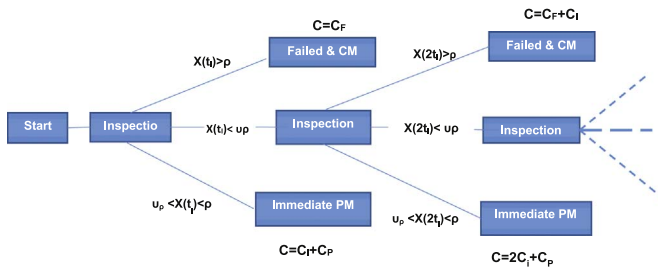 C=CF
C=CF+CI
Failed & CM
Failed & CM
X(tI)>ρ
X(2tI)>ρ
Start
Inspectio
X(tI)< υρ
Inspection
X(2tI)< υρ
Inspection
υρ <X(tI)<ρ
Immediate PM
υρ <X(2tI)<ρ
Immediate PM
C=CI+CP
C=2Ci+CP